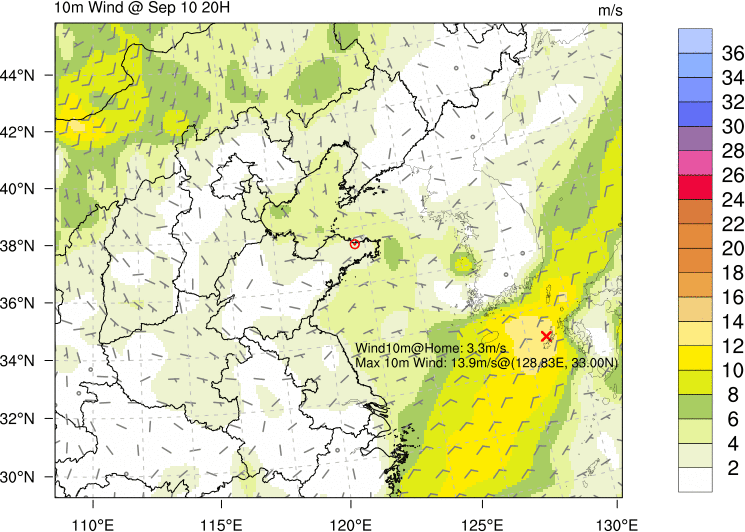 10m Wind @ Sep 10 20H
m/s
44°N
42°N
40°N
38°N
36°N
34°N
32°N
30°N
Wind10m@Home: 3.3m/s
Max 10m Wind: 13.9m/s@(128.83E, 33.00N)
110°E
115°E
120°E
125°E
130°E
36
34
32
30
28
26
24
22
20
18
16
14
12
10
8
6
4
2